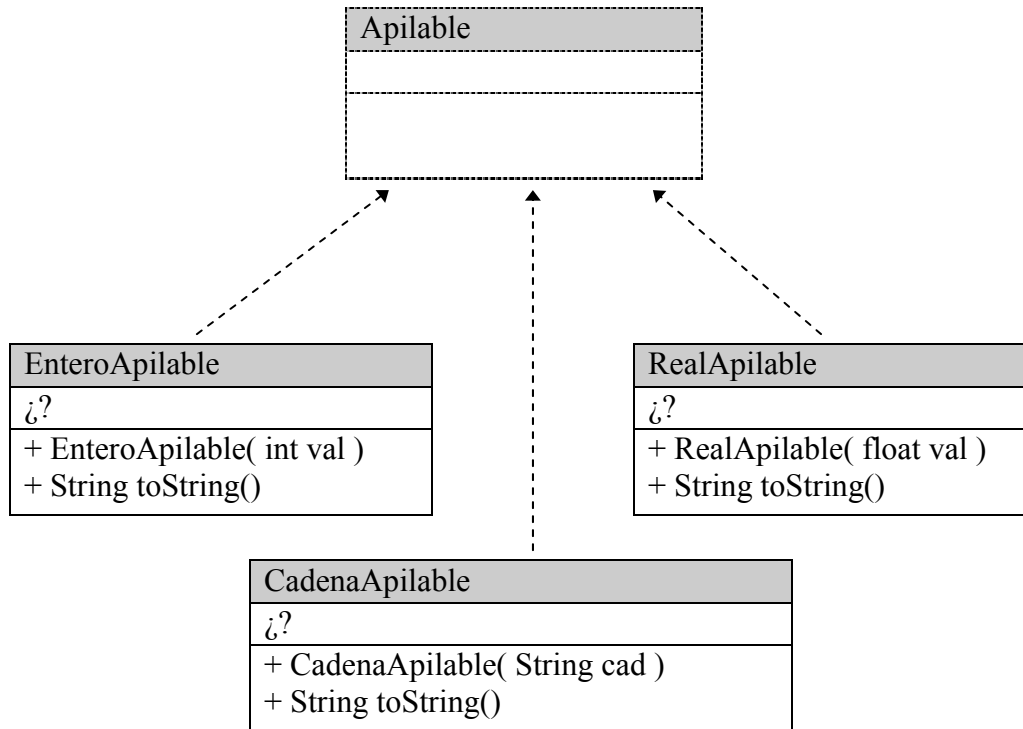 Apilable
EnteroApilable
¿?
+ EnteroApilable( int val )
+ String toString()
RealApilable
¿?
+ RealApilable( float val )
+ String toString()
CadenaApilable
¿?
+ CadenaApilable( String cad )
+ String toString()